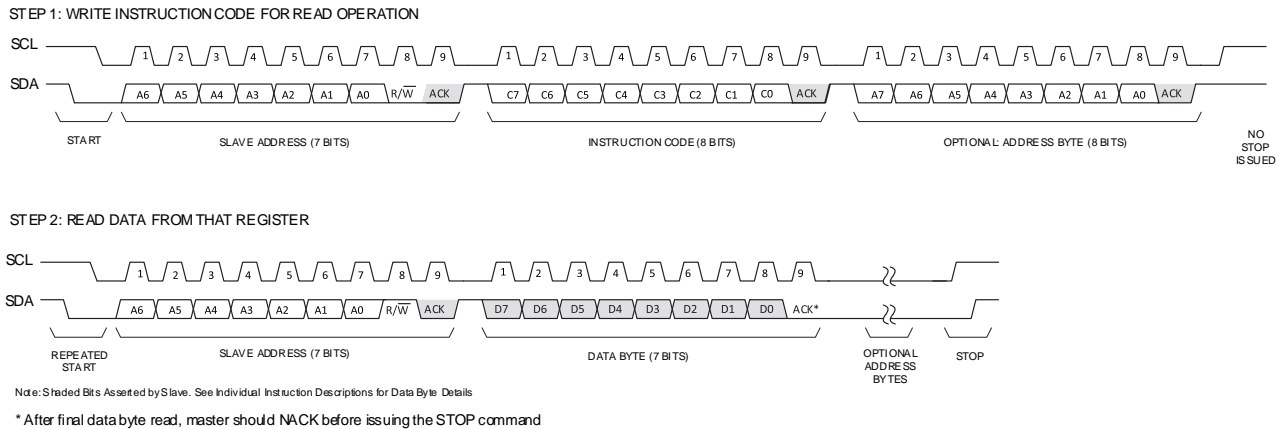 STEP 1: WRITE INSTRUCTION CODE FOR READ OPERATION
SCL
1 2 3 4 5 6 7 8 9 1 2 3 4 5 6 7 8 9 1 2 3 4 5 6 7 8 9
SDA
A6 A5 A4 A3 A2 A1 A0 R/W̅ ACK C7 C6 C5 C4 C3 C2 C1 C0 ACK A7 A6 A5 A4 A3 A2 A1 A0 ACK
START
SLAVE ADDRESS (7 BITS)
INSTRUCTION CODE (8 BITS)
OPTIONAL: ADDRESS BYTE (8 BITS)
NO
STOP
ISSUED
STEP 2: READ DATA FROM THAT REGISTER
SCL
1 2 3 4 5 6 7 8 9 1 2 3 4 5 6 7 8 9
SDA
A6 A5 A4 A3 A2 A1 A0 R/W̅ ACK D7 D6 D5 D4 D3 D2 D1 D0 ACK*
REPEATED
START
SLAVE ADDRESS (7 BITS)
DATA BYTE (7 BITS)
OPTIONAL
ADDRESS
BYTES
STOP
Note: Shaded Bits Asserted by Slave. See Individual Instruction Descriptions for Data Byte Details
* After final data byte read, master should NACK before issuing the STOP command